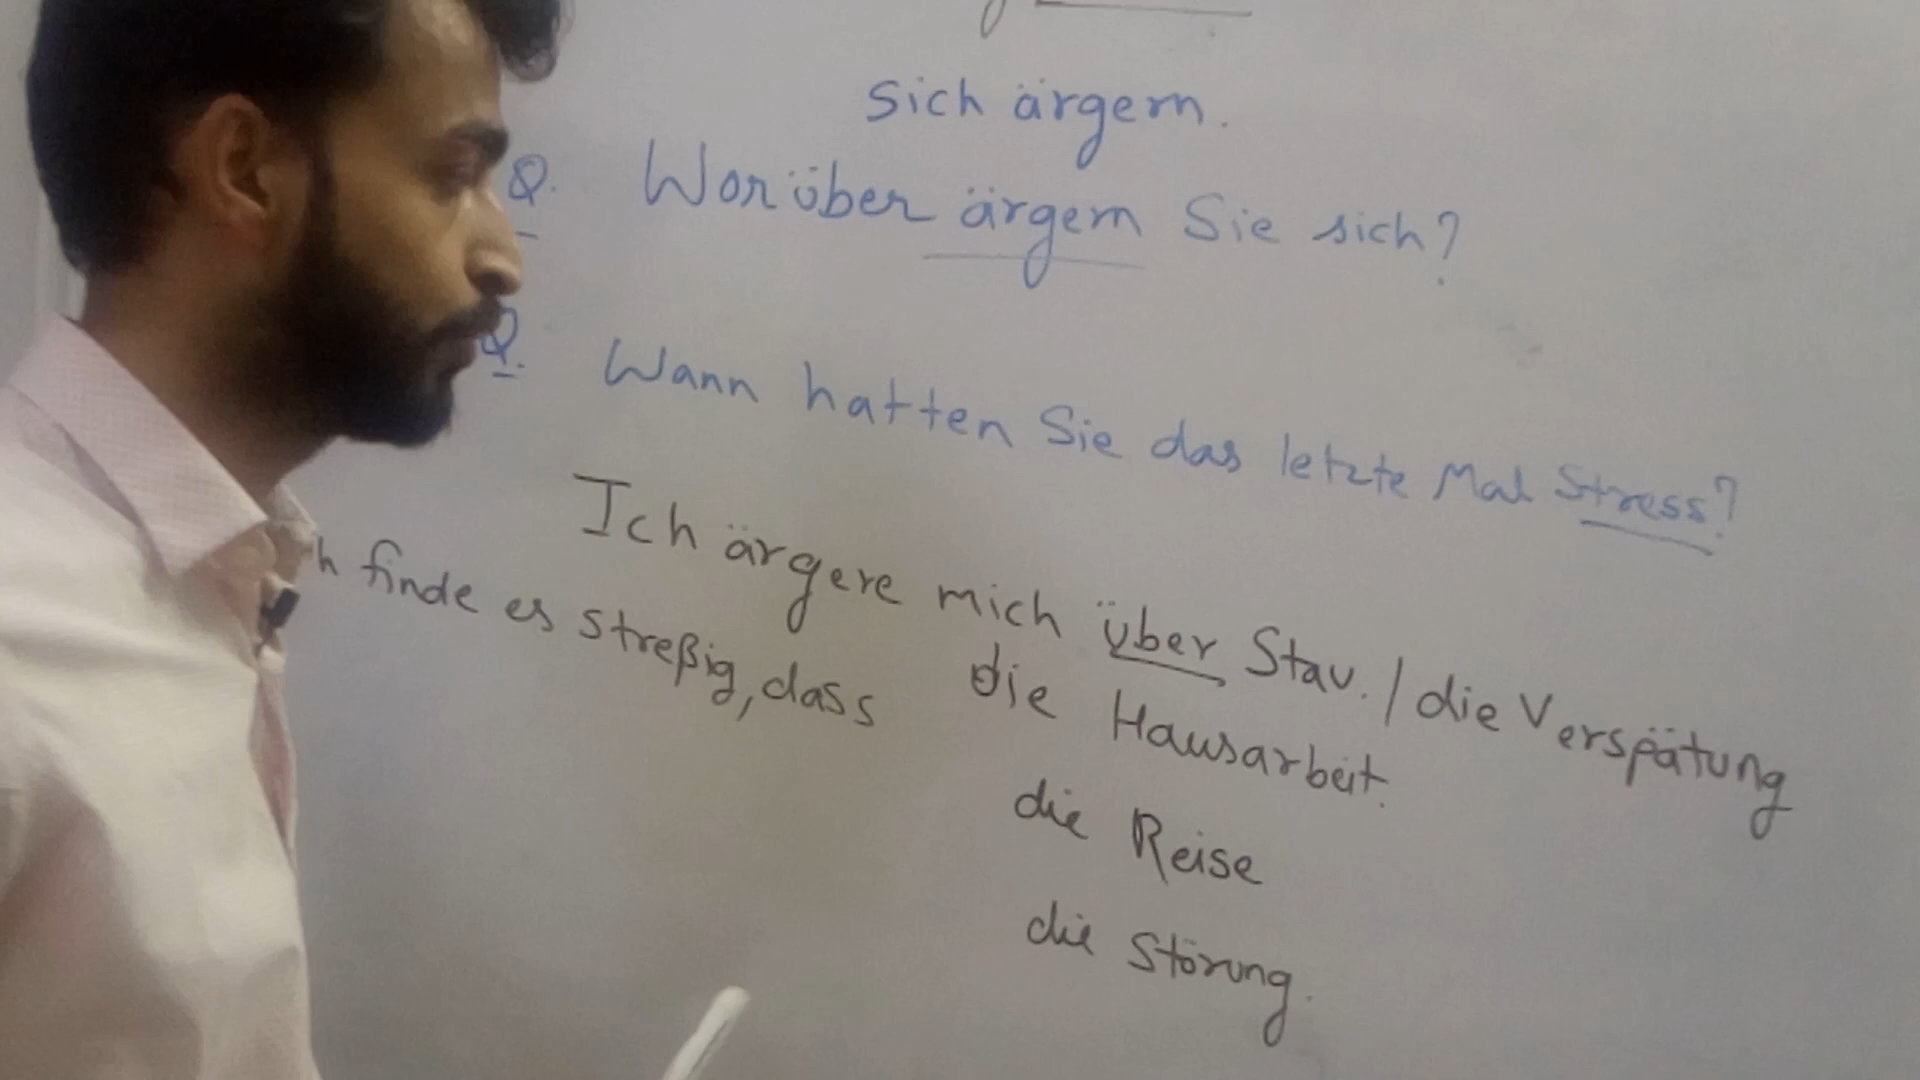 sich ärgern.
Q. Worüber ärgern Sie sich?
Q. Wann hatten Sie das letzte Mal Stress?
Ich ärgere mich über Stau. / die Verspätung
h finde es streßig, dass
die Hausarbeit.
die Reise
die Störung.